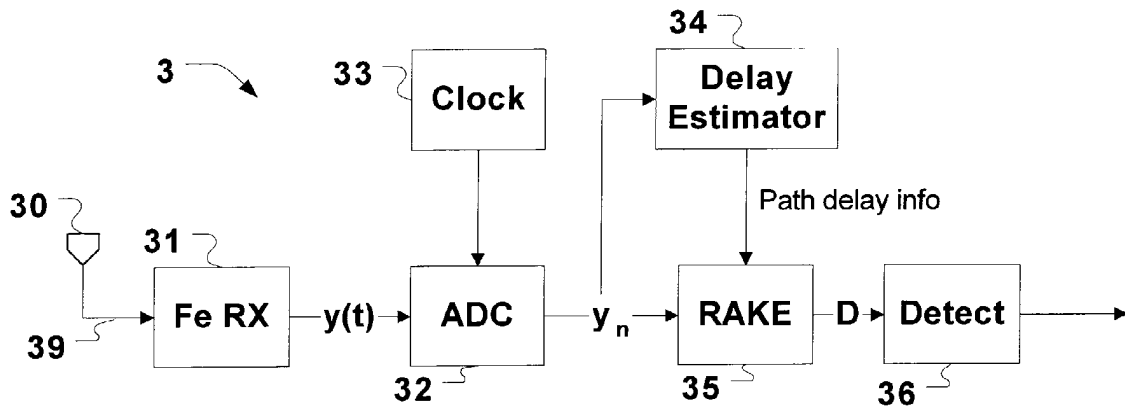 34
3
33
Clock
Delay
Estimator
30
Path delay info
31
Fe RX
y(t)
ADC
y n
RAKE
D
Detect
39
32
35
36